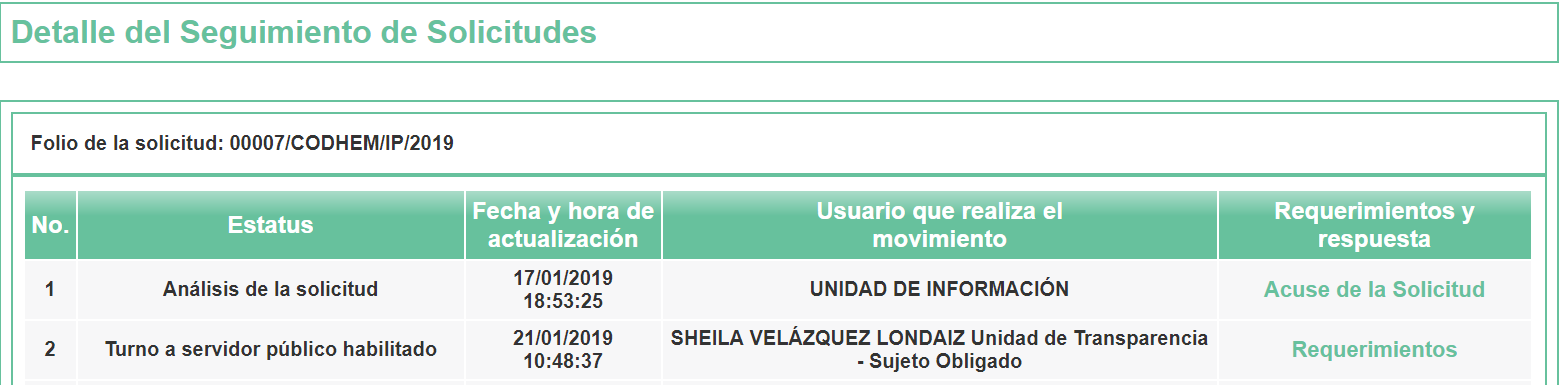 Detalle del Seguimiento de Solicitudes
Folio de la solicitud: 00007/CODHEM/IP/2019
No.
Estatus
Fecha y hora de
actualización
Usuario que realiza el
movimiento
Requerimientos y
respuesta
1
Análisis de la solicitud
17/01/2019
18:53:25
UNIDAD DE INFORMACIÓN
Acuse de la Solicitud
2
Turno a servidor público habilitado
21/01/2019
10:48:37
SHEILA VELÁZQUEZ LONDAIZ Unidad de Transparencia
- Sujeto Obligado
Requerimientos